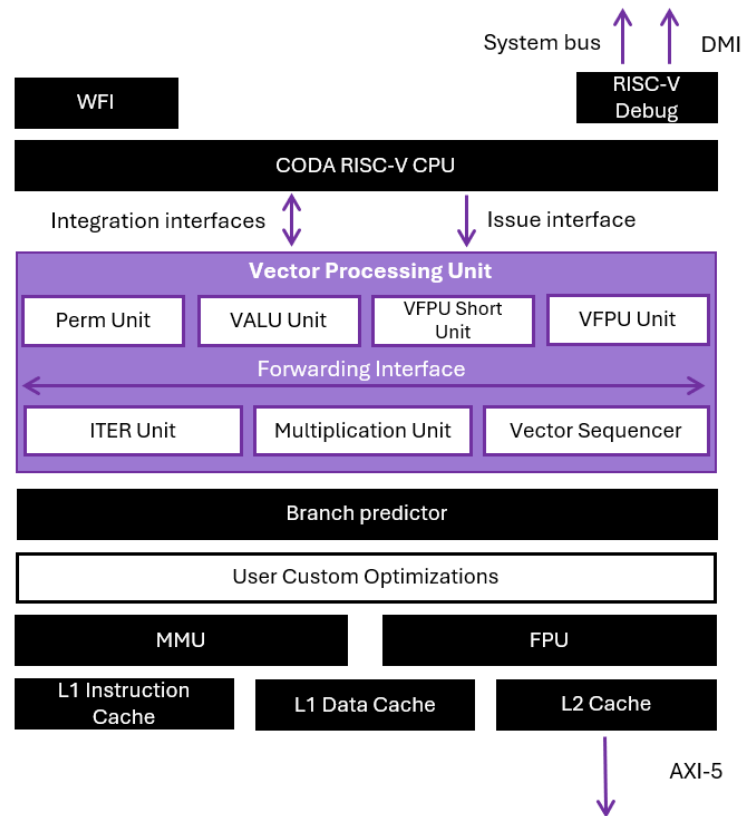 System bus
DMI
WFI
RISC-V
Debug
CODA RISC-V CPU
Integration interfaces
Issue interface
Vector Processing Unit
Perm Unit
VALU Unit
VFPU Short
Unit
VFPU Unit
Forwarding Interface
ITER Unit
Multiplication Unit
Vector Sequencer
Branch predictor
User Custom Optimizations
MMU
FPU
L1 Instruction
Cache
L1 Data Cache
L2 Cache
AXI-5